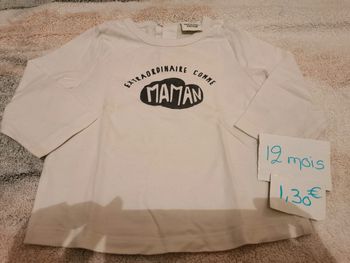 EXTRAORDINAIRE COMME
MAMAN
12 mois
1,30€